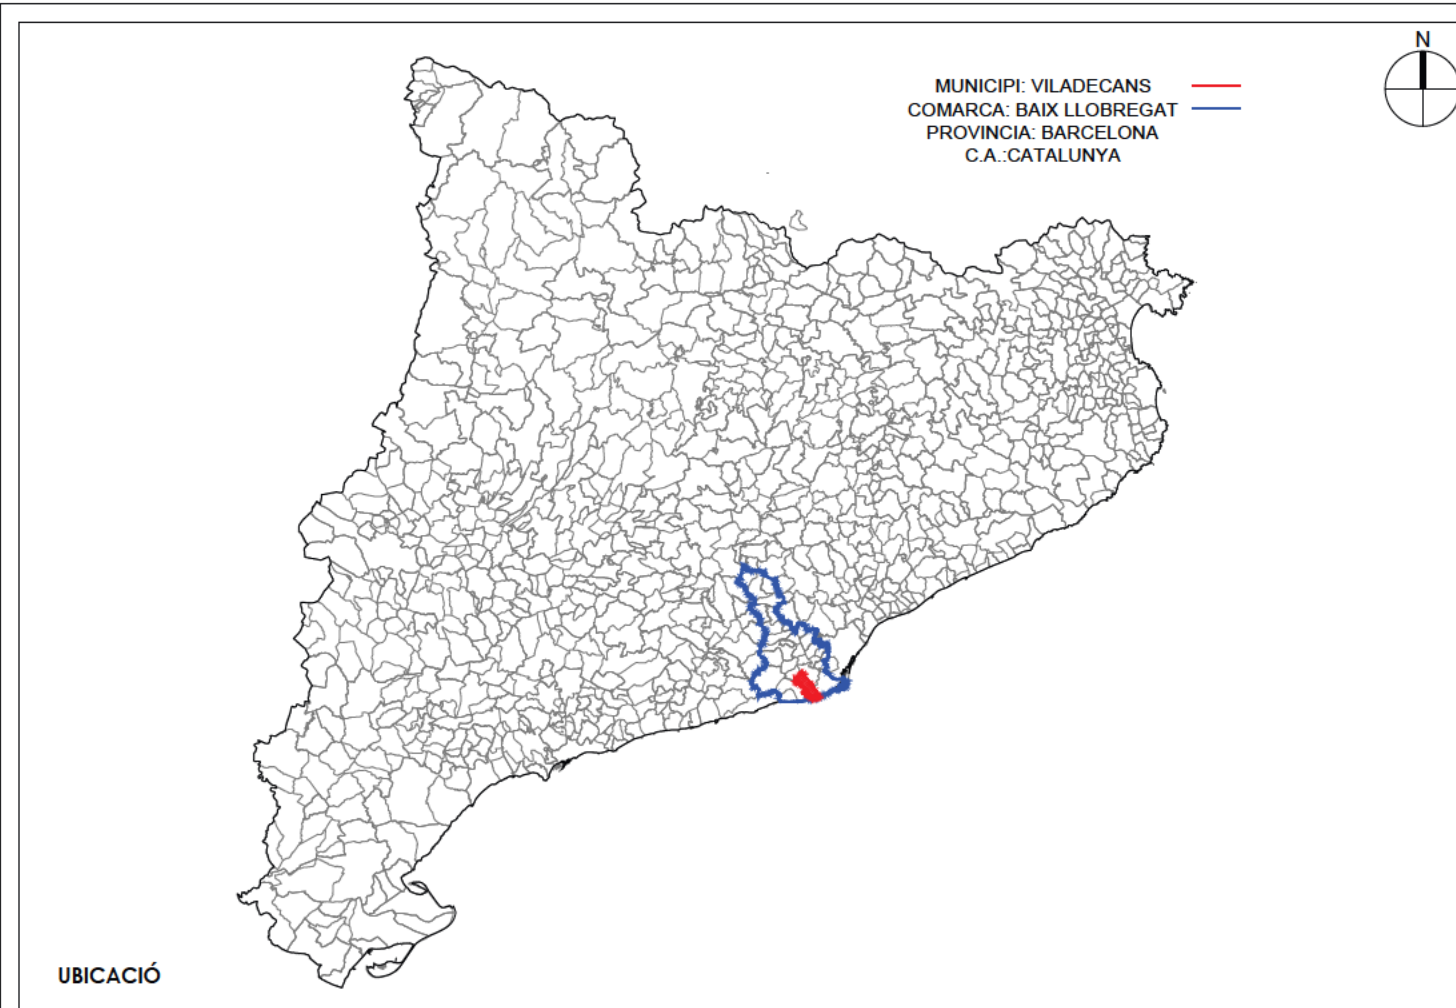 N
MUNICIPI: VILADECANS
COMARCA: BAIX LLOBREGAT
PROVINCIA: BARCELONA
C.A.:CATALUNYA
UBICACIÓ